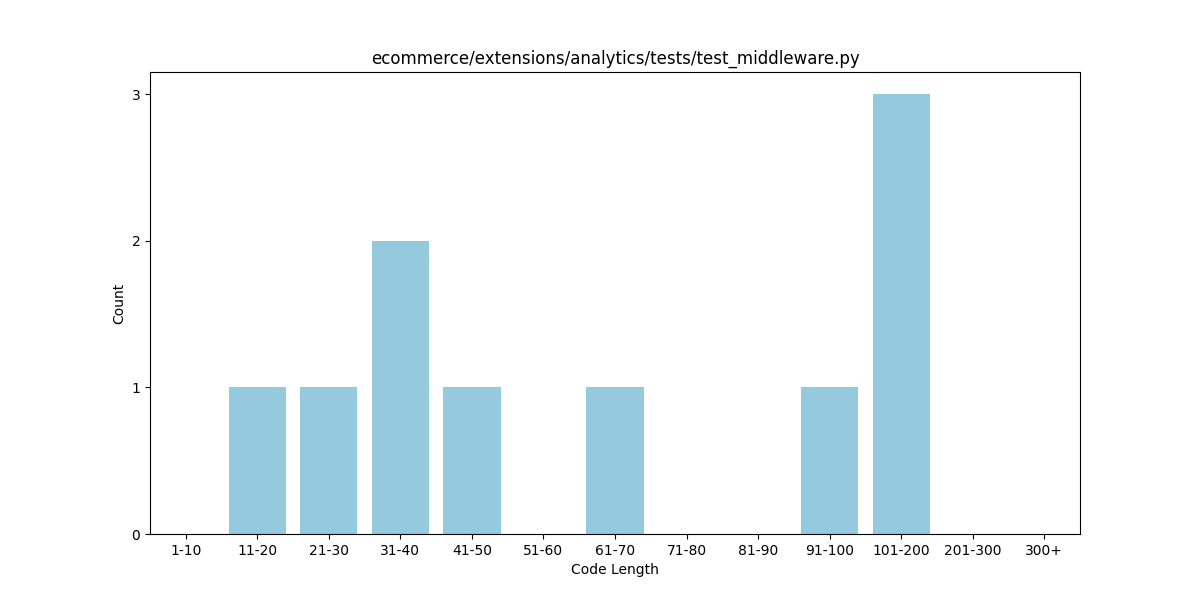 ecommerce/extensions/analytics/tests/test_middleware.py
3
2
1
0
Count
1-10 11-20 21-30 31-40 41-50 51-60 61-70 71-80 81-90 91-100 101-200 201-300 300+
Code Length